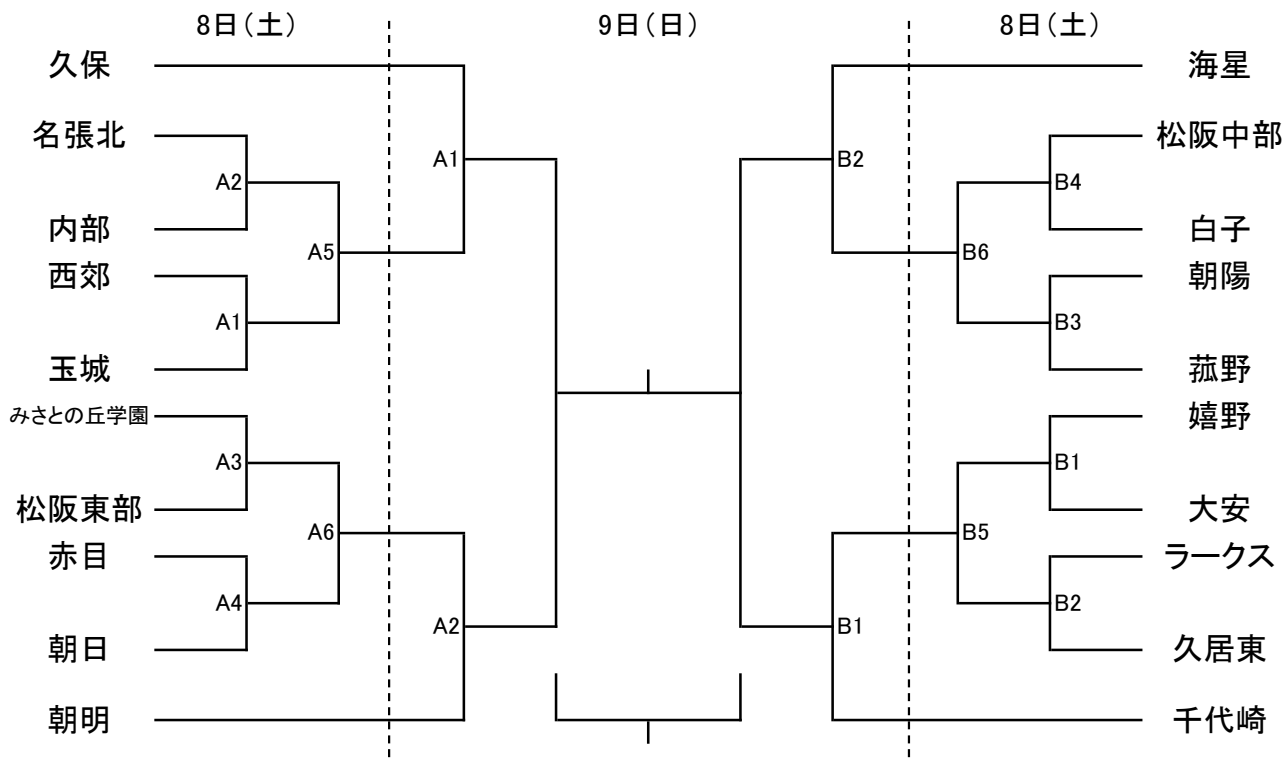 8日(土)
9日(日)
8日(土)
久保
海星
名張北
松阪中部
A1
B2
A2
B4
内部
白子
A5
B6
西郊
朝陽
A1
B3
玉城
菰野
みさとの丘学園
嬉野
A3
B1
松阪東部
大安
A6
B5
赤目
ラークス
A4
B2
A2
B1
朝日
久居東
朝明
千代崎